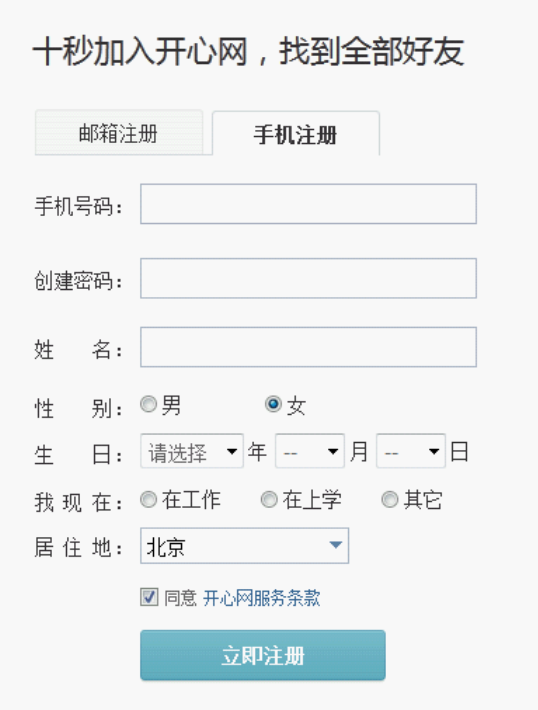 十秒加入开心网，找到全部好友
邮箱注册 手机注册
手机号码：
创建密码：
姓 名：
性 别： 男 女
生 日： 请选择 年 -- 月 -- 日
我 现 在： 在工作 在上学 其它
居 住 地： 北京
同意 开心网服务条款
立即注册